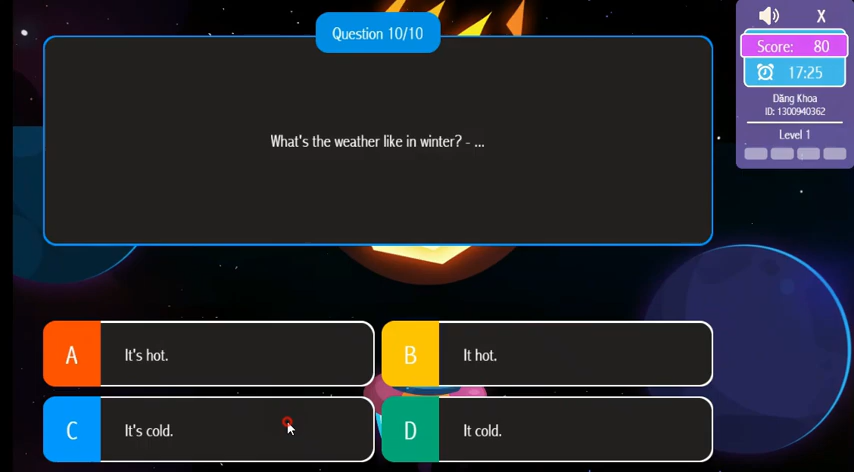 Question 10/10
What's the weather like in winter? - ...
X
Score: 80
17:25
Đăng Khoa
ID: 1300940362
Level 1
A It's hot.
B It hot.
C It's cold.
D It cold.